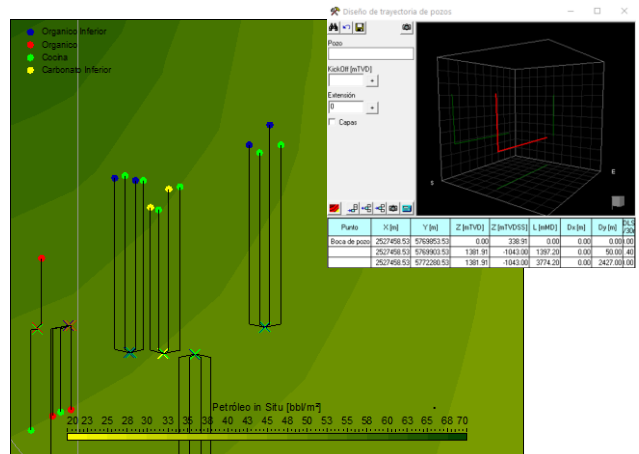 Organico Inferior
Organico
Cocina
Carbonato Inferior
Petróleo in Situ [bbl/m²]
20 23 25 28 30 33 35 38 40 43 45 48 50 53 55 58 60 63 65 68 70
Diseño de trayectoria de pozos
Pozo
KickOff [mTVD]
+
Extensión
0
+
Capas
S
E
Punto X [m] Y [m] Z [mTVD] Z [mTVDSS] L [mMD] Dx [m] Dy [m] DLS
Boca de pozo 2527458.53 5769853.53 0.00 338.91 0.00 0.00 0.00
2527458.53 5769903.53 1381.91 -1043.00 1397.20 0.00 50.00 40
2527458.53 5772280.53 1381.91 -1043.00 3774.20 0.00 2427.00